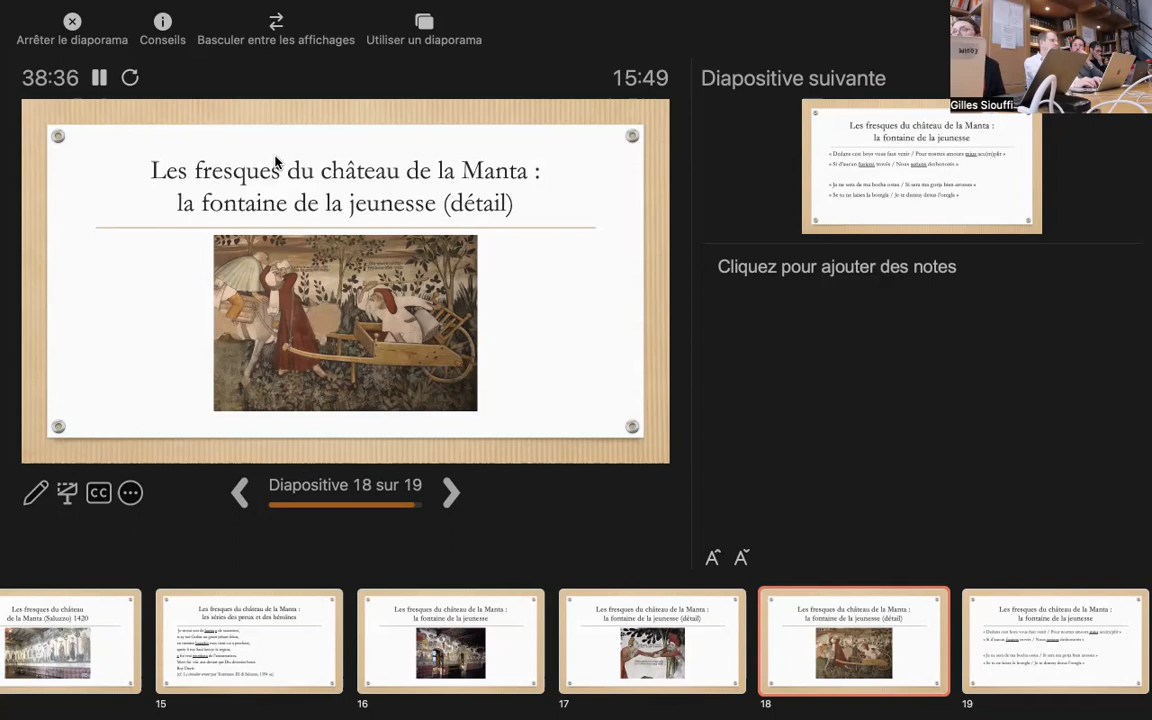 Arrêter le diaporama
Conseils
Basculer entre les affichages
Utiliser un diaporama
38:36
15:49
Diapositive suivante
Gilles Siouffi...
Les fresques du château de la Manta :
la fontaine de la jeunesse (détail)
Les fresques du château de la Manta :
la fontaine de la jeunesse
Cliquez pour ajouter des notes
CC
Diapositive 18 sur 19
Les fresques du château
de la Manta (Saluzzo) 1420
Les fresques du château de la Manta :
les séries des preux et des héroïnes
15
Les fresques du château de la Manta :
la fontaine de la jeunesse
16
Les fresques du château de la Manta :
la fontaine de la jeunesse (détail)
17
Les fresques du château de la Manta :
la fontaine de la jeunesse (détail)
18
Les fresques du château de la Manta :
la fontaine de la jeunesse
19